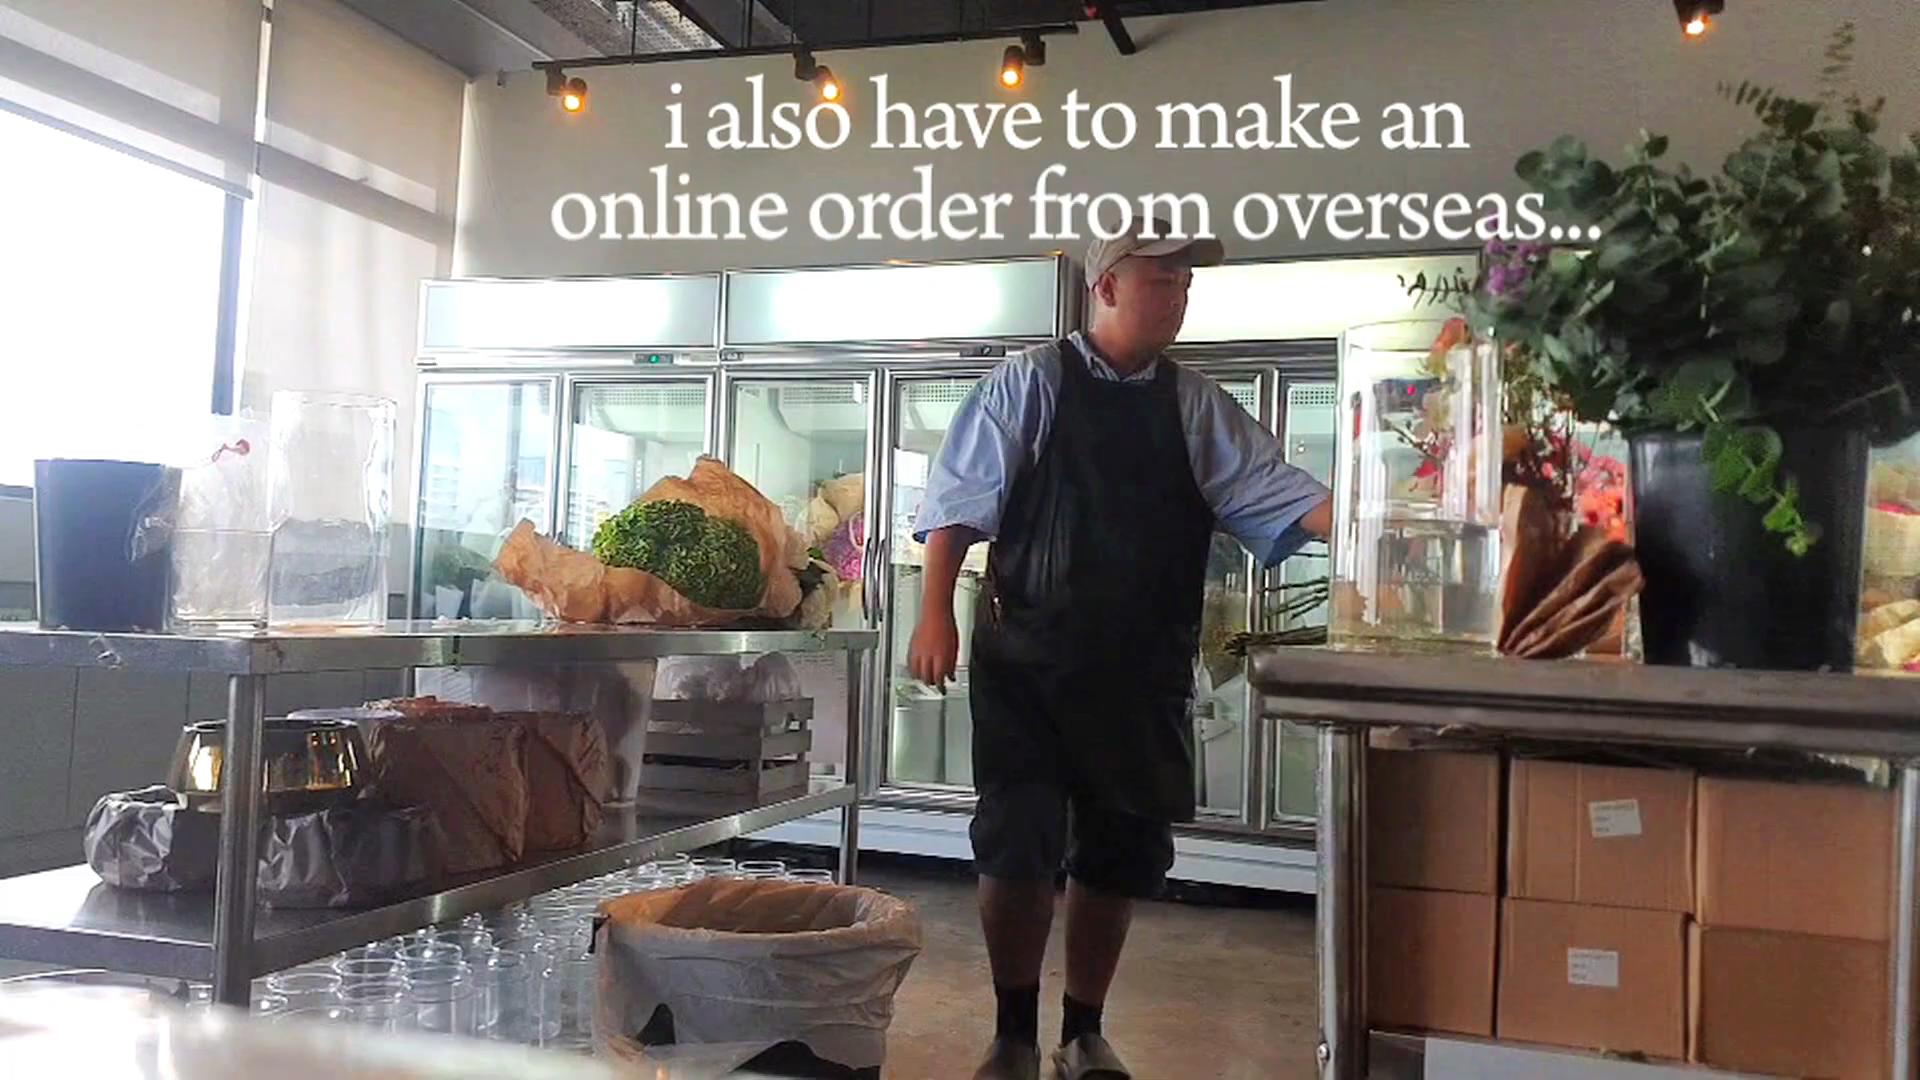 i also have to make an
online order from overseas...